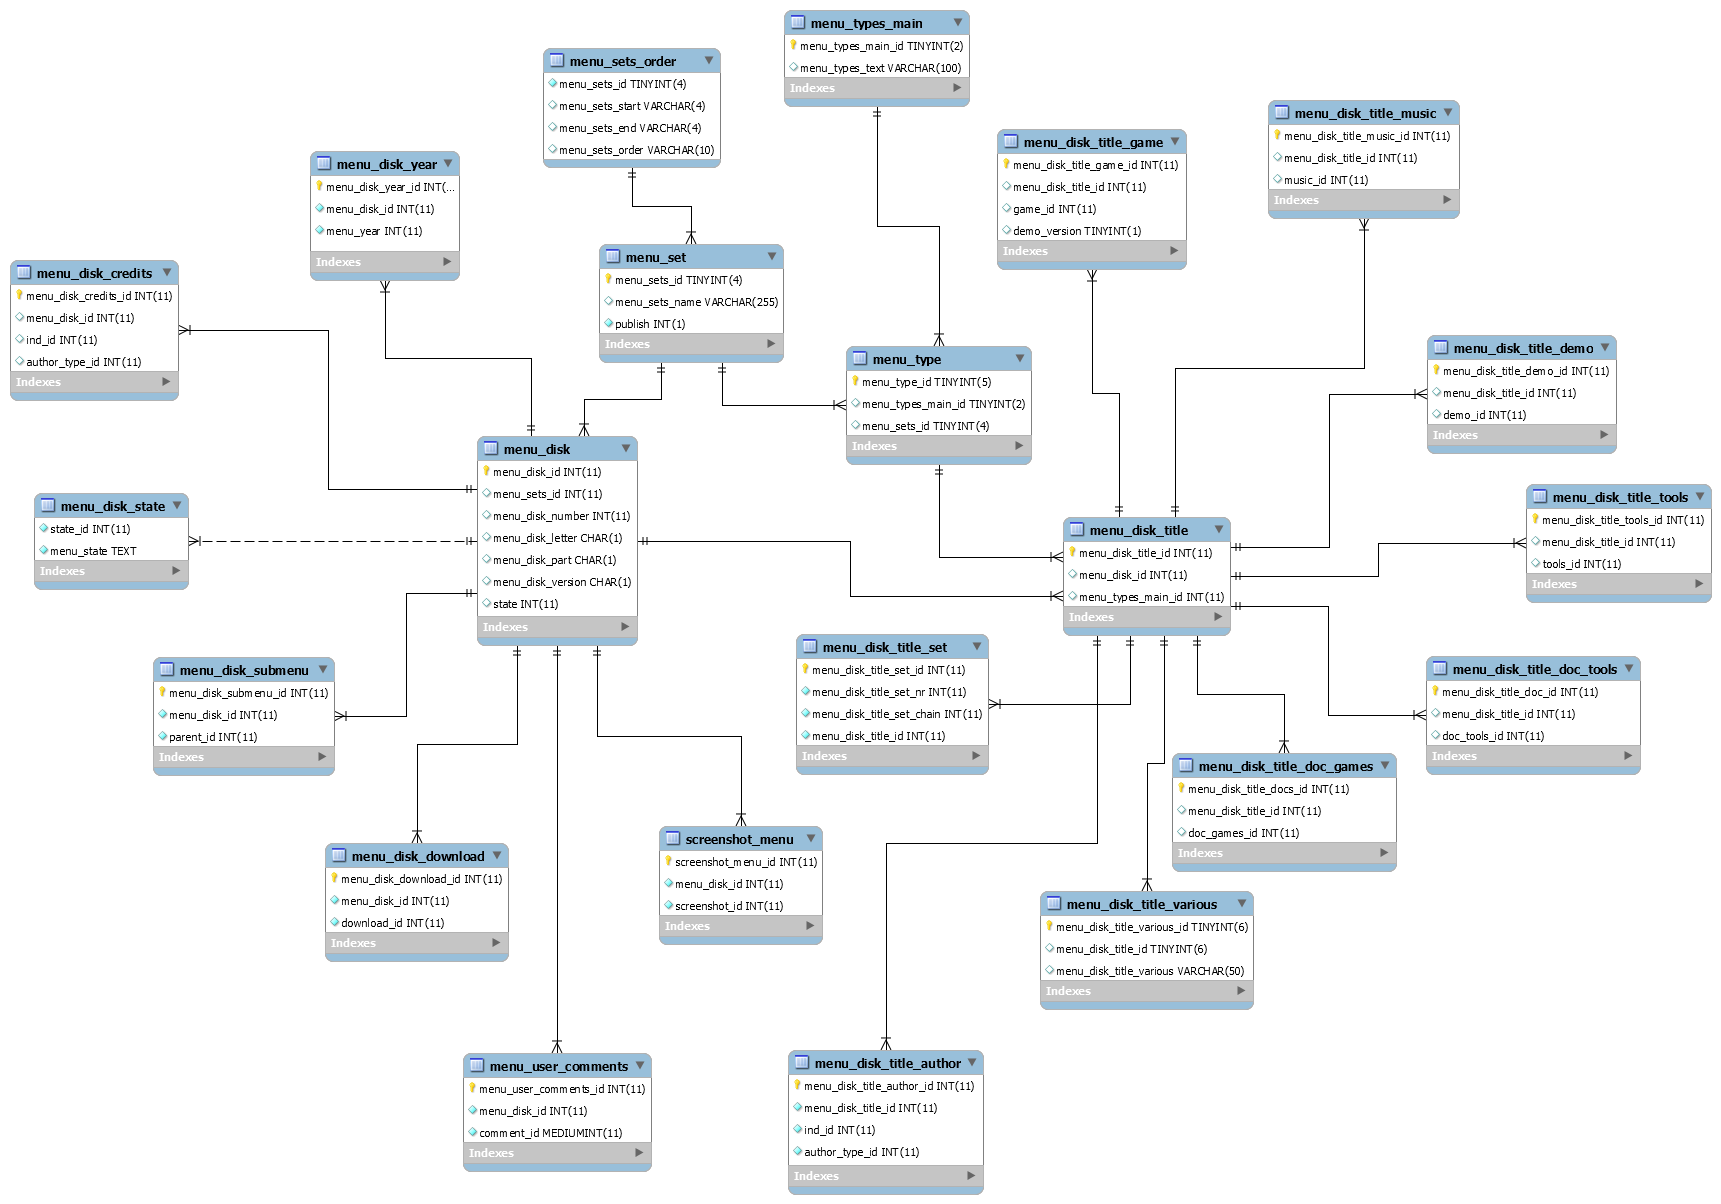 menu_types_main
menu_types_main_id TINYINT(2)
menu_types_text VARCHAR(100)
Indexes
menu_sets_order
menu_sets_id TINYINT(4)
menu_sets_start VARCHAR(4)
menu_sets_end VARCHAR(4)
menu_sets_order VARCHAR(10)
menu_disk_title_music
menu_disk_title_music_id INT(11)
menu_disk_title_id INT(11)
music_id INT(11)
Indexes
menu_disk_title_game
menu_disk_title_game_id INT(11)
menu_disk_title_id INT(11)
game_id INT(11)
demo_version TINYINT(1)
Indexes
menu_disk_year
menu_disk_year_id INT(...
menu_disk_id INT(11)
menu_year INT(11)
Indexes
menu_set
menu_sets_id TINYINT(4)
menu_sets_name VARCHAR(255)
publish INT(1)
Indexes
menu_disk_credits
menu_disk_credits_id INT(11)
menu_disk_id INT(11)
ind_id INT(11)
author_type_id INT(11)
Indexes
menu_type
menu_type_id TINYINT(5)
menu_types_main_id TINYINT(2)
menu_sets_id TINYINT(4)
Indexes
menu_disk_title_demo
menu_disk_title_demo_id INT(11)
menu_disk_title_id INT(11)
demo_id INT(11)
Indexes
menu_disk
menu_disk_id INT(11)
menu_sets_id INT(11)
menu_disk_number INT(11)
menu_disk_letter CHAR(1)
menu_disk_part CHAR(1)
menu_disk_version CHAR(1)
state INT(11)
Indexes
menu_disk_state
state_id INT(11)
menu_state TEXT
Indexes
menu_disk_title_tools
menu_disk_title_tools_id INT(11)
menu_disk_title_id INT(11)
tools_id INT(11)
Indexes
menu_disk_title
menu_disk_title_id INT(11)
menu_disk_id INT(11)
menu_types_main_id INT(11)
Indexes
menu_disk_title_set
menu_disk_title_set_id INT(11)
menu_disk_title_set_nr INT(11)
menu_disk_title_set_chain INT(11)
menu_disk_title_id INT(11)
Indexes
menu_disk_submenu
menu_disk_submenu_id INT(11)
menu_disk_id INT(11)
parent_id INT(11)
Indexes
menu_disk_title_doc_tools
menu_disk_title_doc_id INT(11)
menu_disk_title_id INT(11)
doc_tools_id INT(11)
Indexes
menu_disk_title_doc_games
menu_disk_title_docs_id INT(11)
menu_disk_title_id INT(11)
doc_games_id INT(11)
Indexes
screenshot_menu
screenshot_menu_id INT(11)
menu_disk_id INT(11)
screenshot_id INT(11)
Indexes
menu_disk_download
menu_disk_download_id INT(11)
menu_disk_id INT(11)
download_id INT(11)
Indexes
menu_disk_title_various
menu_disk_title_various_id TINYINT(6)
menu_disk_title_id TINYINT(6)
menu_disk_title_various VARCHAR(50)
Indexes
menu_user_comments
menu_user_comments_id INT(11)
menu_disk_id INT(11)
comment_id MEDIUMINT(11)
Indexes
menu_disk_title_author
menu_disk_title_author_id INT(11)
menu_disk_title_id INT(11)
ind_id INT(11)
author_type_id INT(11)
Indexes